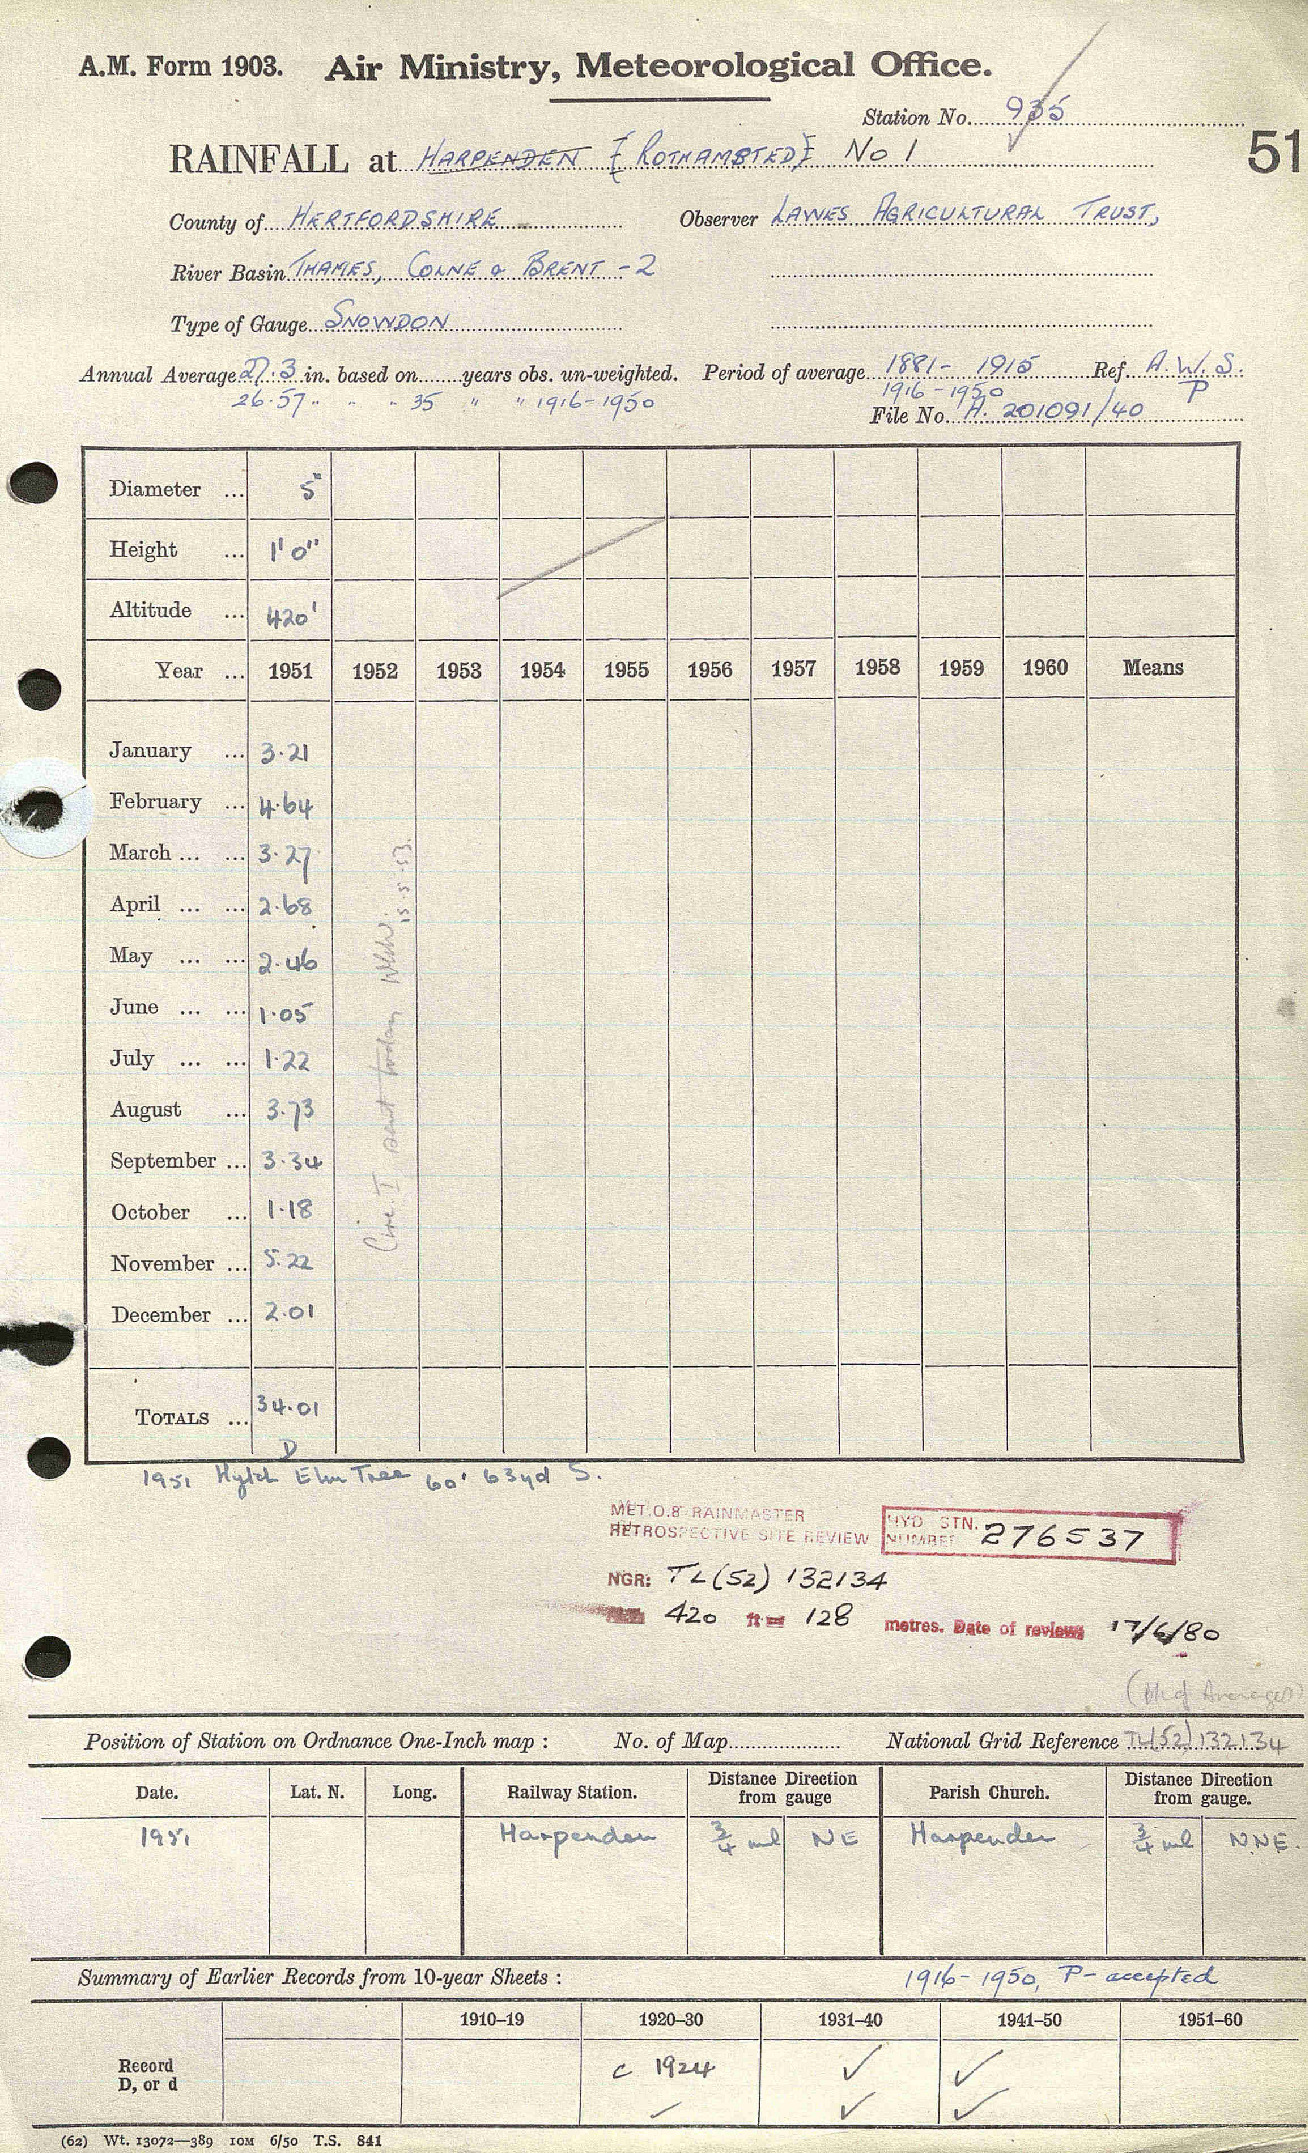 A.M. Form 1903. Air Ministry, Meteorological Office.
Station No. 935
RAINFALL at HARPENDEN [ROTHAMSTED] No 1
51
County of HERTFORDSHIRE Observer LAWES AGRICULTURAL TRUST,
River Basin THAMES, COLNE & BRENT - 2
Type of Gauge SNOWDON
Annual Average 27.3 in. based on years obs. un-weighted. Period of average 1881 - 1915 Ref. A.W.S.
26.57 " " " 35 " " 1916-1950 1916-1950 P
File No. A. 201091/40
Diameter ... 5"
Height ... 1' 0"
Altitude ... 420'
Year ... 1951 1952 1953 1954 1955 1956 1957 1958 1959 1960 Means
January ... 3.21
February ... 4.64
March ... ... 3.27
April ... ... 2.68
May ... ... 2.46
June ... ... 1.05
July ... ... 1.22
August ... 3.73
September ... 3.34
October ... 1.18
November ... 5.22
December ... 2.01
sent today
15.5.53.
TOTALS ... 34.01
D
1951 Elm Tree 60' 63yd S.
MET.O.8 RAINMASTER
RETROSPECTIVE SITE REVIEW
HYD STN. NUMBER 276537
NGR: TL(52) 132134
420 ft = 128 metres. Date of review 17/6/80
Position of Station on Ordnance One-Inch map : No. of Map National Grid Reference TL(52)132134
Date. Lat. N. Long. Railway Station. Distance Direction from gauge Parish Church. Distance Direction from gauge.
1951 Harpenden 3/4 ml NE Harpenden 3/4 ml NNE.
Summary of Earlier Records from 10-year Sheets : 1916-1950, P-accepted
1910-19 1920-30 1931-40 1941-50 1951-60
Record
D, or d
c 1924 ✓ ✓
✓ ✓ ✓
(62) Wt. 13072—389 10M 6/50 T.S. 841